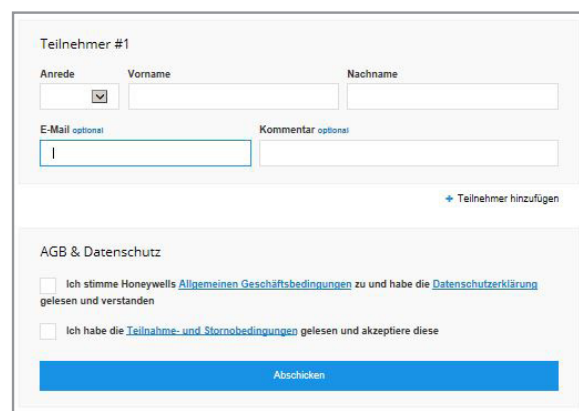 Teilnehmer #1
Anrede Vorname Nachname
E-Mail optional Kommentar optional
+ Teilnehmer hinzufügen
AGB & Datenschutz
Ich stimme Honeywells Allgemeinen Geschäftsbedingungen zu und habe die Datenschutzerklärung
gelesen und verstanden
Ich habe die Teilnahme- und Stornobedingungen gelesen und akzeptiere diese
Abschicken